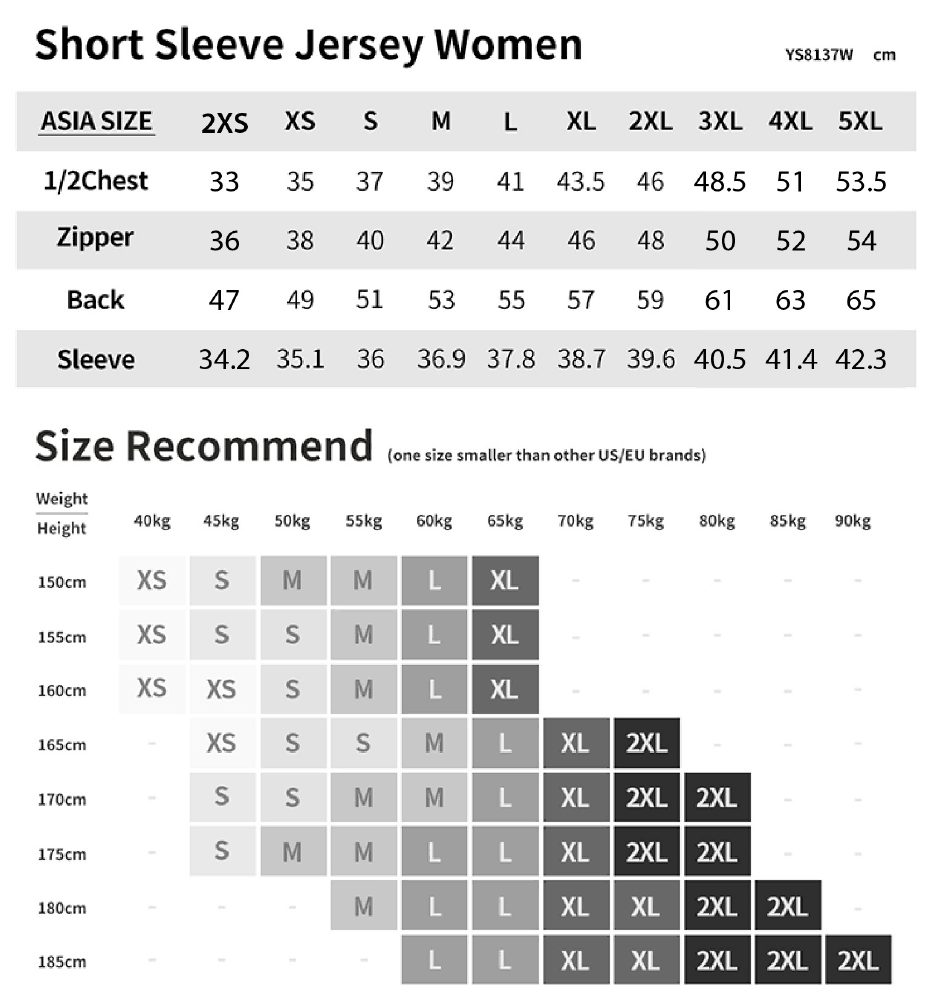 Short Sleeve Jersey Women YS8137W cm
ASIA SIZE 2XS XS S M L XL 2XL 3XL 4XL 5XL
1/2Chest 33 35 37 39 41 43.5 46 48.5 51 53.5
Zipper 36 38 40 42 44 46 48 50 52 54
Back 47 49 51 53 55 57 59 61 63 65
Sleeve 34.2 35.1 36 36.9 37.8 38.7 39.6 40.5 41.4 42.3
Size Recommend (one size smaller than other US/EU brands)
Weight
Height 40kg 45kg 50kg 55kg 60kg 65kg 70kg 75kg 80kg 85kg 90kg
150cm XS S M M L XL - - - - -
155cm XS S S M L XL - - - - -
160cm XS XS S M L XL - - - - -
165cm - XS S S M L XL 2XL - - -
170cm - S S M M L XL 2XL 2XL - -
175cm - S M M L L XL 2XL 2XL - -
180cm - - - M L L XL XL 2XL 2XL -
185cm - - - - L L XL XL 2XL 2XL 2XL